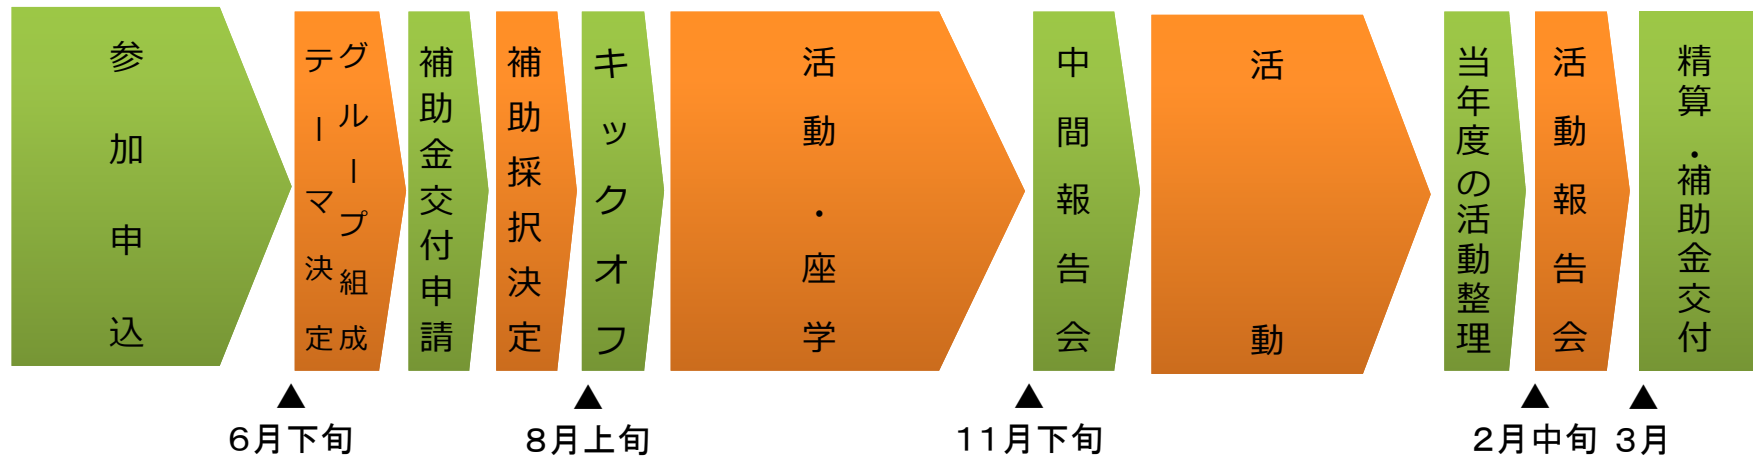 参加申込
グループ組成
テーマ決定
補助金交付申請
補助採択決定
キックオフ
活動・座学
中間報告会
活動
当年度の活動整理
活動報告会
精算・補助金交付
▲
6月下旬
▲
8月上旬
▲
11月下旬
▲
2月中旬
▲
3月